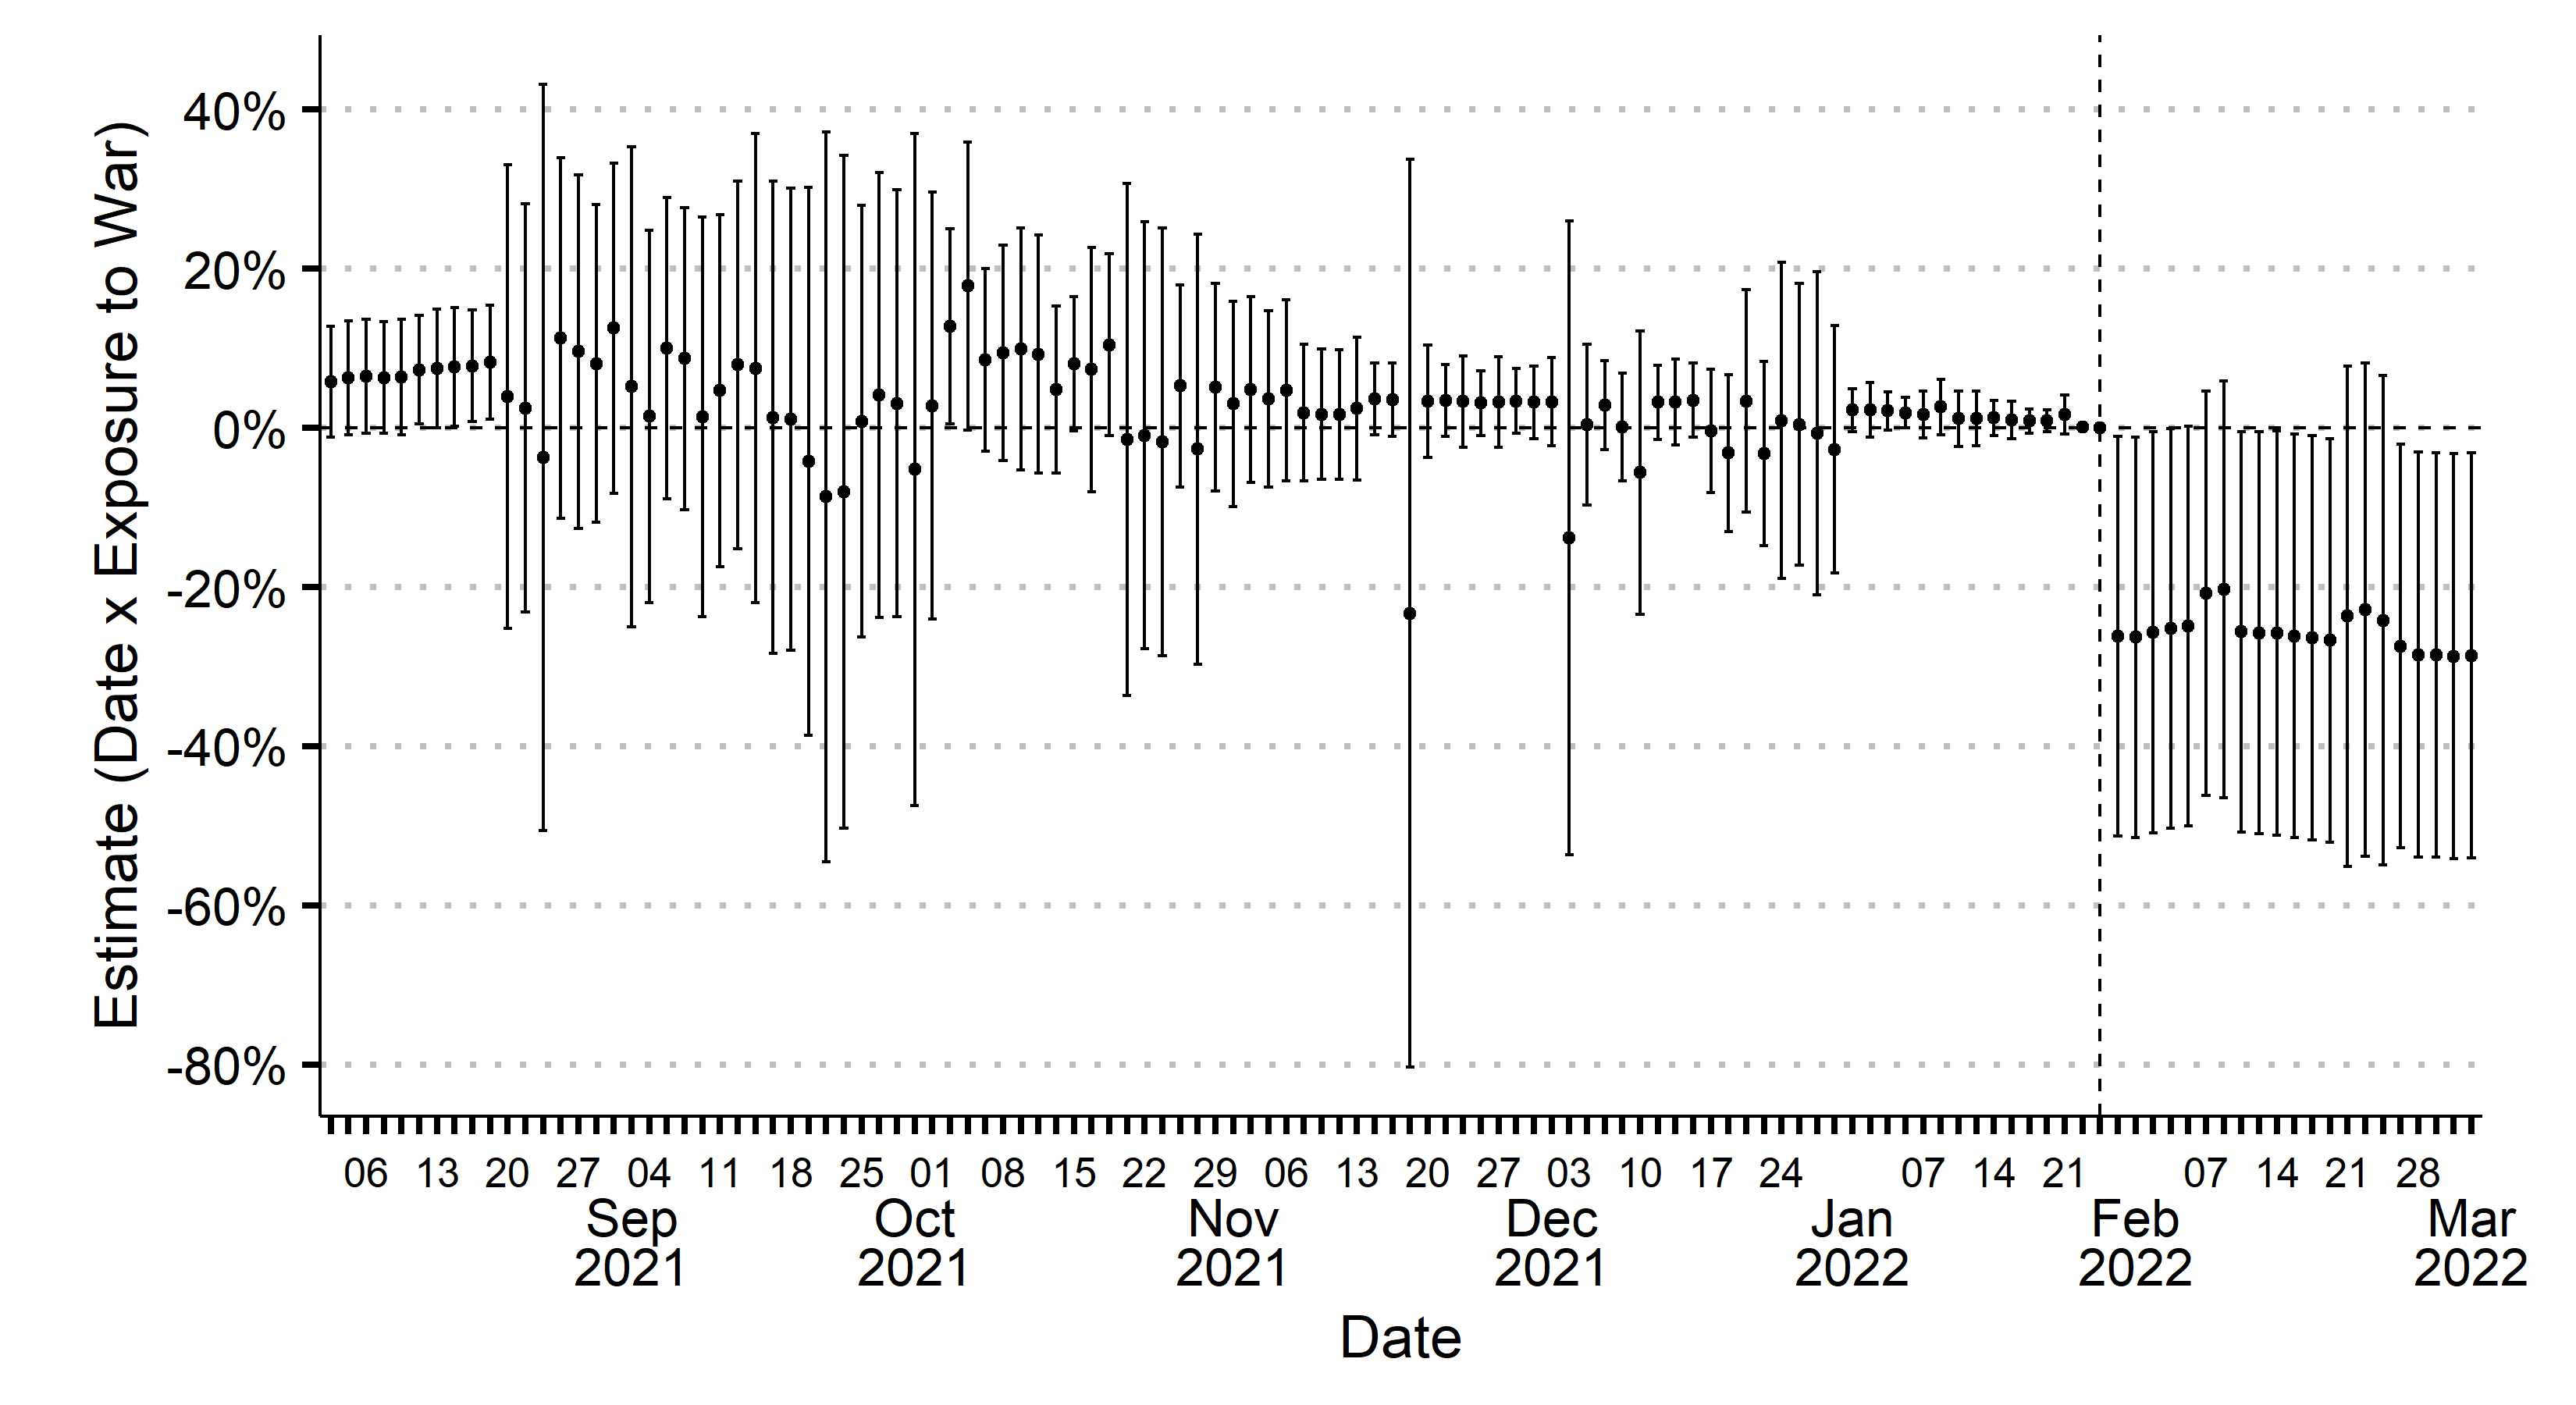 Estimate (Date x Exposure to War)
40%
20%
0%
-20%
-40%
-60%
-80%
06 13 20 27 04 11 18 25 01 08 15 22 29 06 13 20 27 03 10 17 24 07 14 21 07 14 21 28
Sep Oct Nov Dec Jan Feb Mar
2021 2021 2021 2021 2022 2022 2022
Date